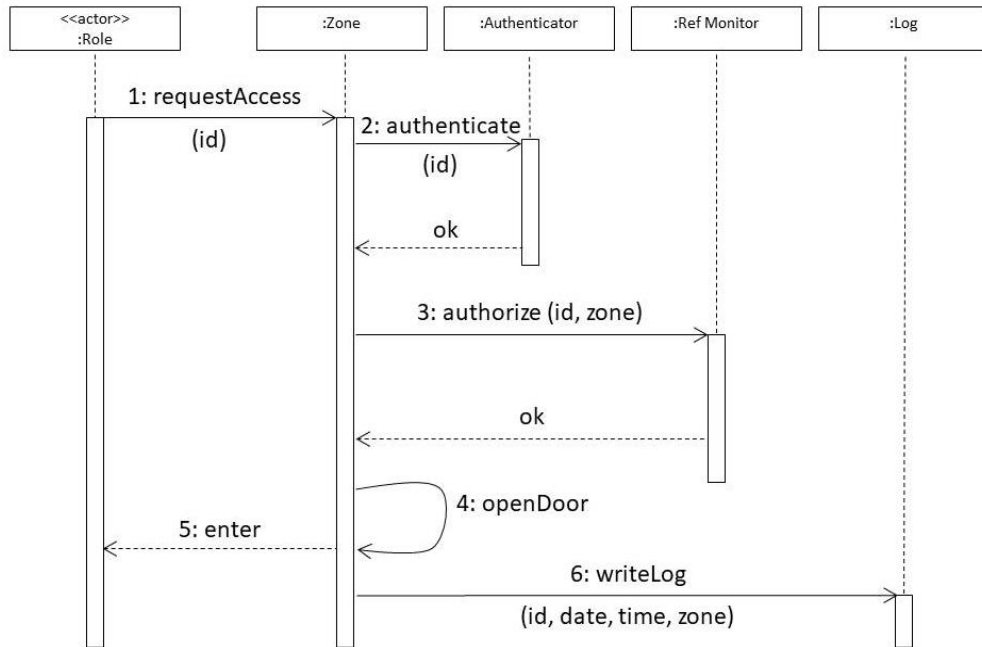 <<actor>>
:Role
:Zone
:Authenticator
:Ref Monitor
:Log
1: requestAccess
(id)
2: authenticate
(id)
ok
3: authorize (id, zone)
ok
4: openDoor
5: enter
6: writeLog
(id, date, time, zone)